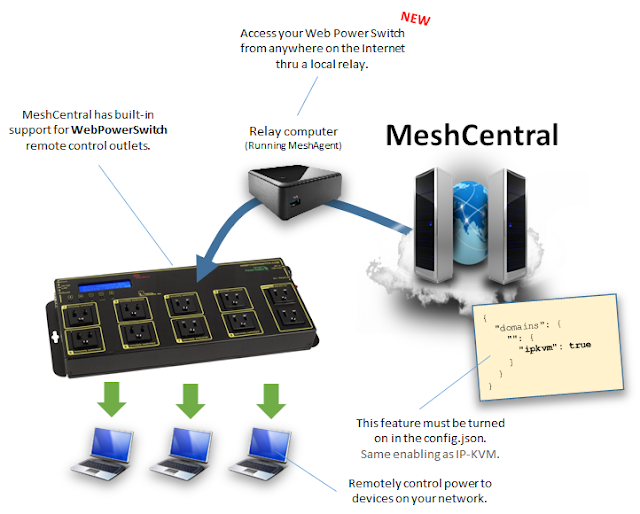 NEW
Access your Web Power Switch
from anywhere on the Internet
thru a local relay.
MeshCentral has built-in
support for WebPowerSwitch
remote control outlets.
Relay computer
(Running MeshAgent)
MeshCentral
{
"domains": {
"": {
"ipkvm": true
}
}
}
This feature must be turned
on in the config.json.
Same enabling as IP-KVM.
Remotely control power to
devices on your network.